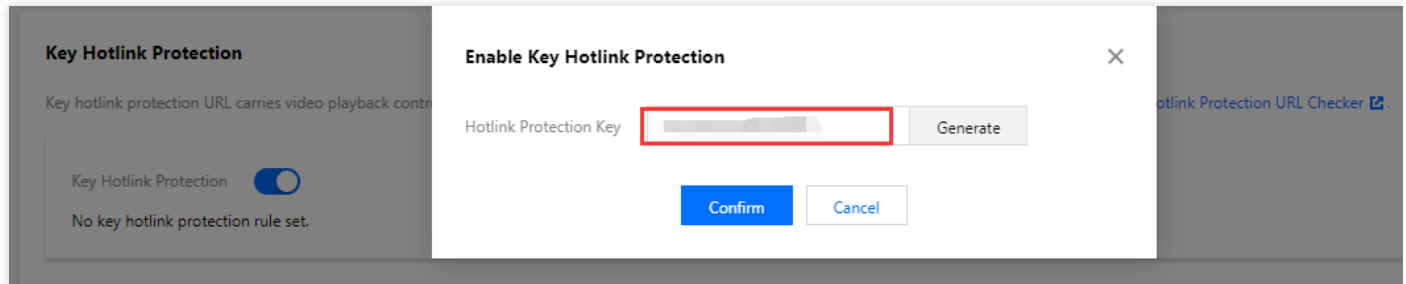 Key Hotlink Protection
Key hotlink protection URL carries video playback contr
otlink Protection URL Checker
.
Key Hotlink Protection
No key hotlink protection rule set.
Enable Key Hotlink Protection
Hotlink Protection Key
Generate
Confirm
Cancel